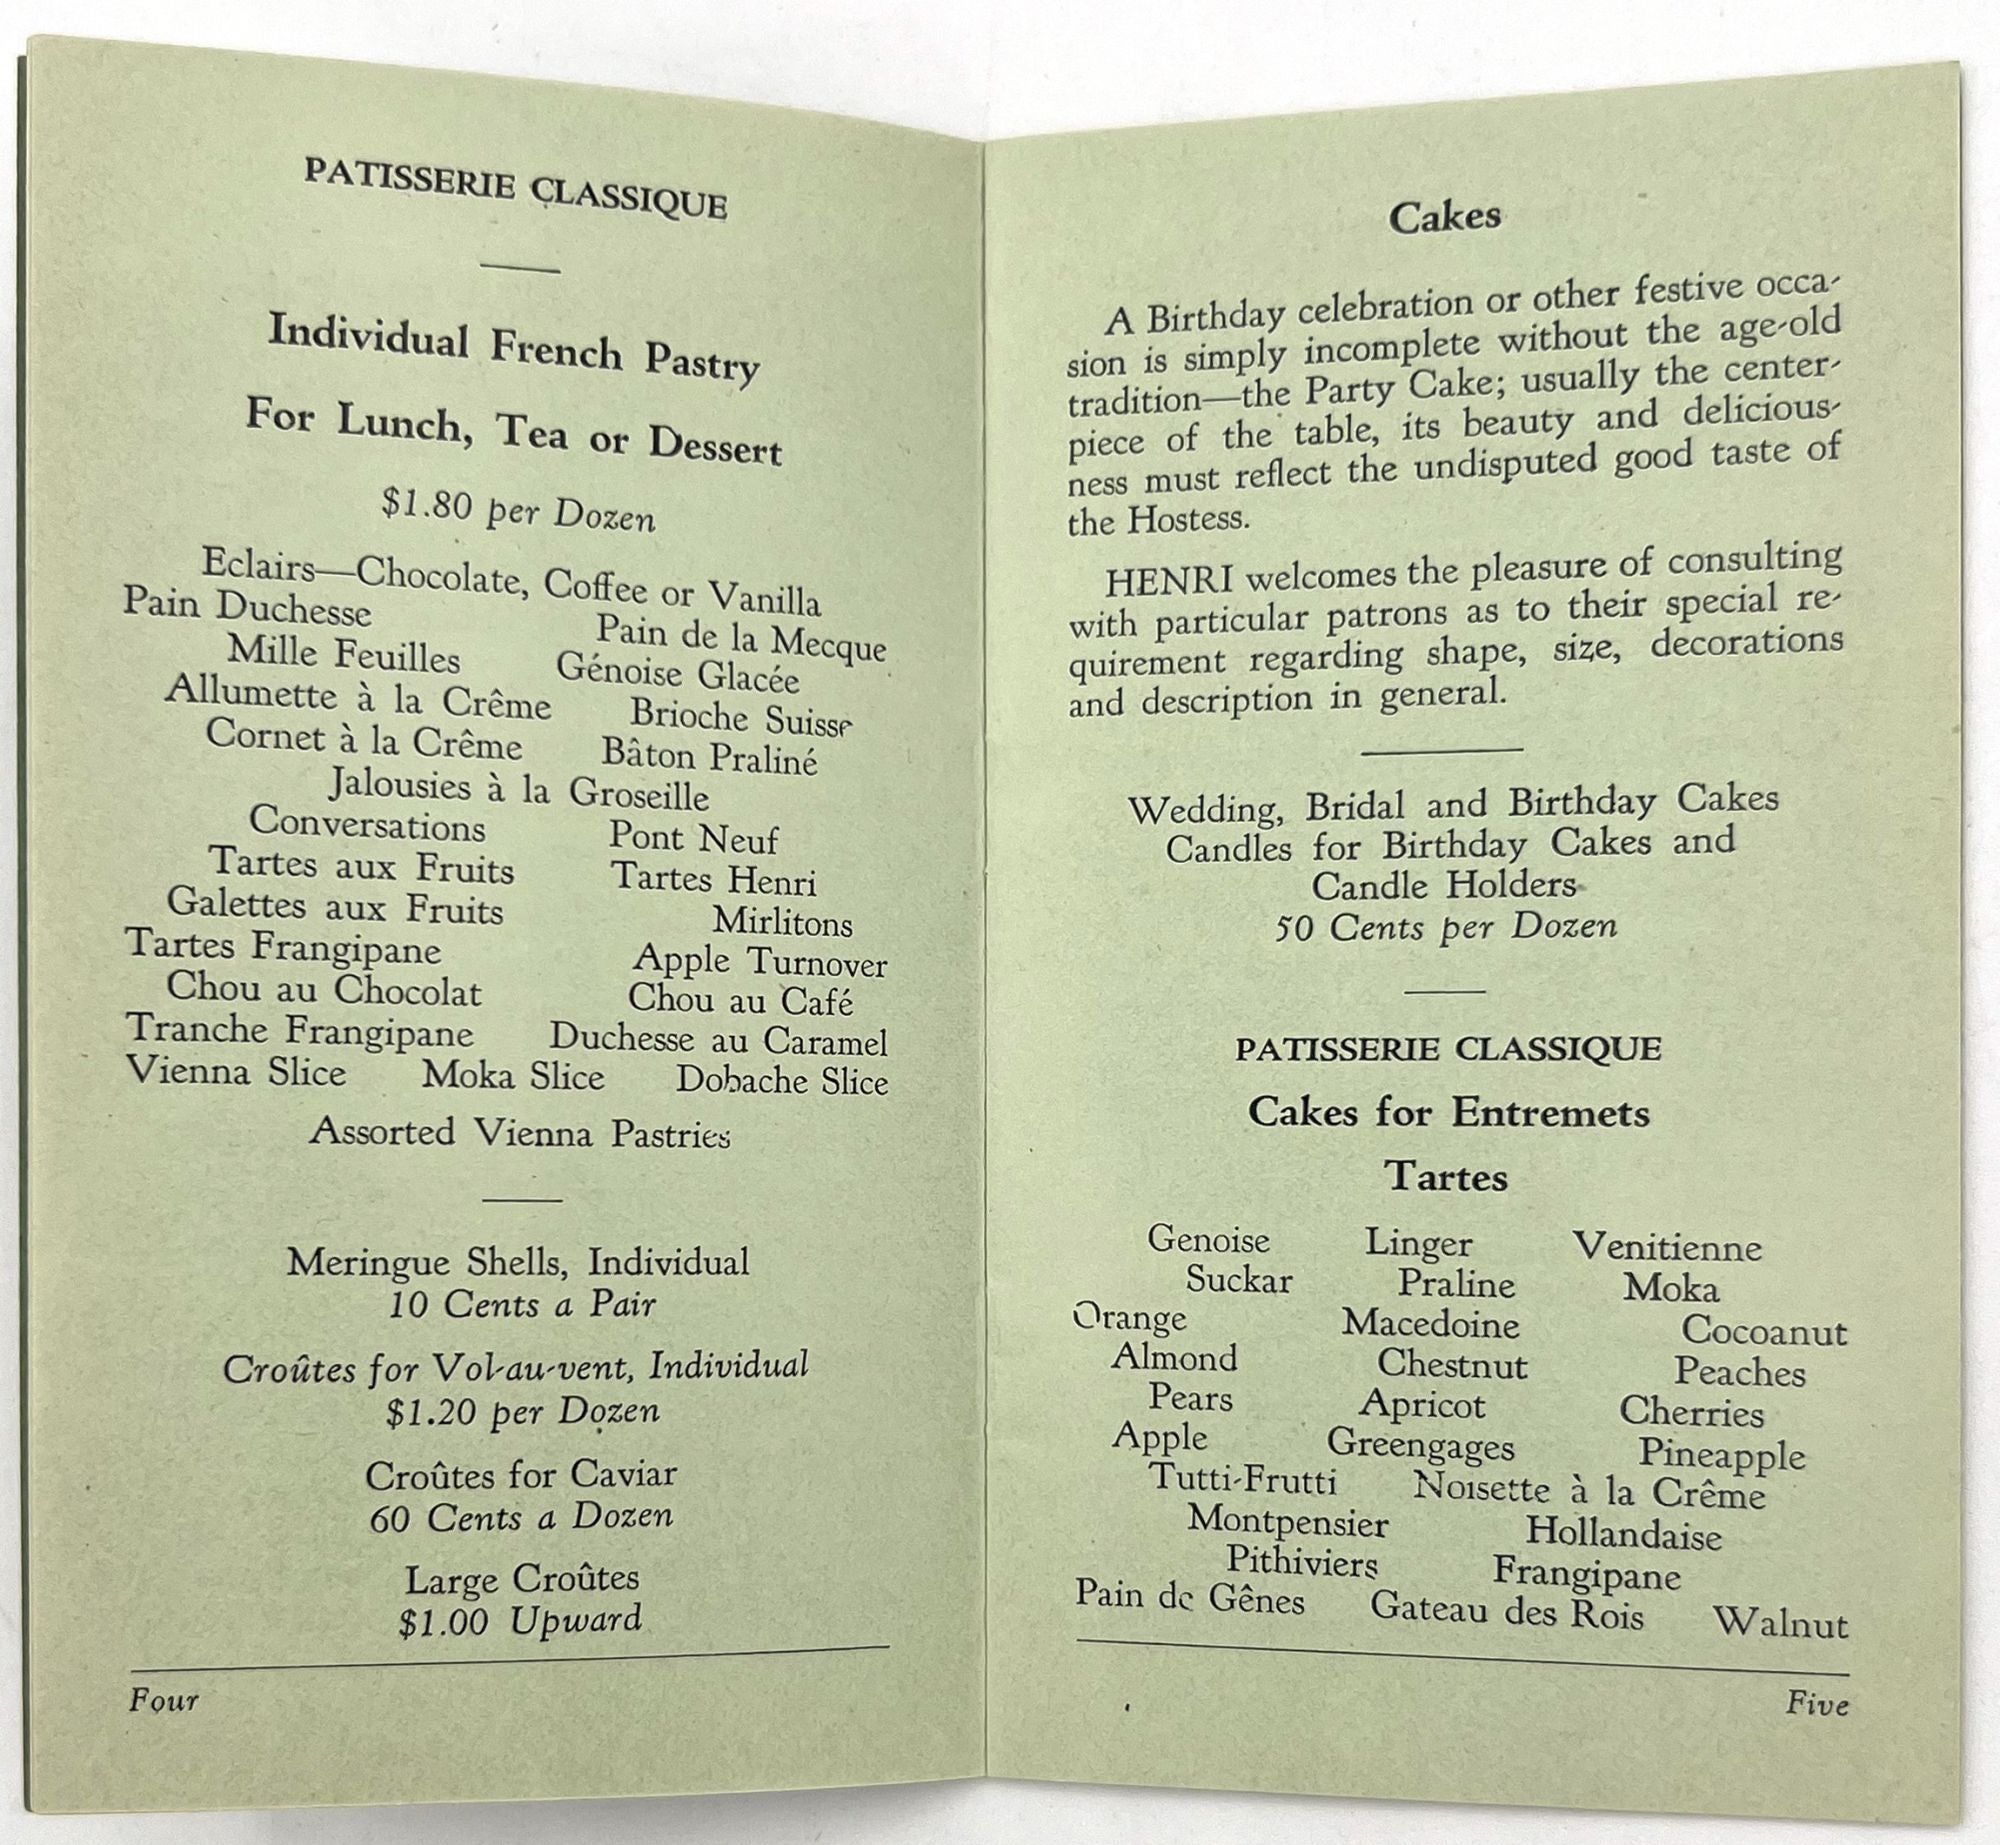 PATISSERIE CLASSIQUE
Individual French Pastry
For Lunch, Tea or Dessert
$1.80 per Dozen
Eclairs—Chocolate, Coffee or Vanilla
Pain Duchesse Pain de la Mecque
Mille Feuilles Génoise Glacée
Allumette à la Crême Brioche Suisse
Cornet à la Crême Bâton Praliné
Jalousies à la Groseille
Conversations Pont Neuf
Tartes aux Fruits Tartes Henri
Galettes aux Fruits Mirlitons
Tartes Frangipane Apple Turnover
Chou au Chocolat Chou au Café
Tranche Frangipane Duchesse au Caramel
Vienna Slice Moka Slice Dobache Slice
Assorted Vienna Pastries
Meringue Shells, Individual
10 Cents a Pair
Croûtes for Vol-au-vent, Individual
$1.20 per Dozen
Croûtes for Caviar
60 Cents a Dozen
Large Croûtes
$1.00 Upward
Four
Cakes
A Birthday celebration or other festive occa-
sion is simply incomplete without the age-old
tradition—the Party Cake; usually the center-
piece of the table, its beauty and delicious-
ness must reflect the undisputed good taste of
the Hostess.
HENRI welcomes the pleasure of consulting
with particular patrons as to their special re-
quirement regarding shape, size, decorations
and description in general.
Wedding, Bridal and Birthday Cakes
Candles for Birthday Cakes and
Candle Holders
50 Cents per Dozen
PATISSERIE CLASSIQUE
Cakes for Entremets
Tartes
Genoise Linger Venitienne
Suckar Praline Moka
Orange Macedoine Cocoanut
Almond Chestnut Peaches
Pears Apricot Cherries
Apple Greengages Pineapple
Tutti-Frutti Noisette à la Crême
Montpensier Hollandaise
Pithiviers Frangipane
Pain de Gênes Gateau des Rois Walnut
Five